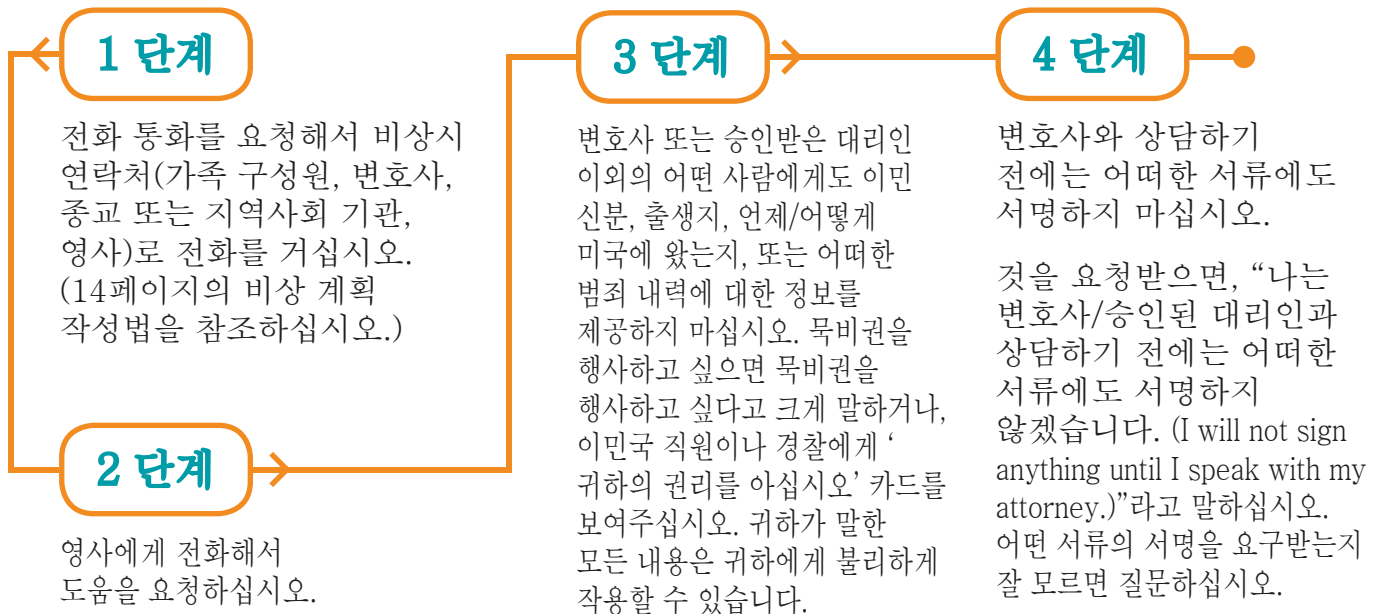 1 단계
전화 통화를 요청해서 비상시
연락처(가족 구성원, 변호사,
종교 또는 지역사회 기관,
영사)로 전화를 거십시오.
(14페이지의 비상 계획
작성법을 참조하십시오.)
2 단계
영사에게 전화해서
도움을 요청하십시오.
3 단계
변호사 또는 승인받은 대리인
이외의 어떤 사람에게도 이민
신분, 출생지, 언제/어떻게
미국에 왔는지, 또는 어떠한
범죄 내력에 대한 정보를
제공하지 마십시오. 묵비권을
행사하고 싶으면 묵비권을
행사하고 싶다고 크게 말하거나,
이민국 직원이나 경찰에게 ‘
귀하의 권리를 아십시오’ 카드를
보여주십시오. 귀하가 말한
모든 내용은 귀하에게 불리하게
작용할 수 있습니다.
4 단계
변호사와 상담하기
전에는 어떠한 서류에도
서명하지 마십시오.
것을 요청받으면, “나는
변호사/승인된 대리인과
상담하기 전에는 어떠한
서류에도 서명하지
않겠습니다. (I will not sign
anything until I speak with my
attorney.)”라고 말하십시오.
어떤 서류의 서명을 요구받는지
잘 모르면 질문하십시오.